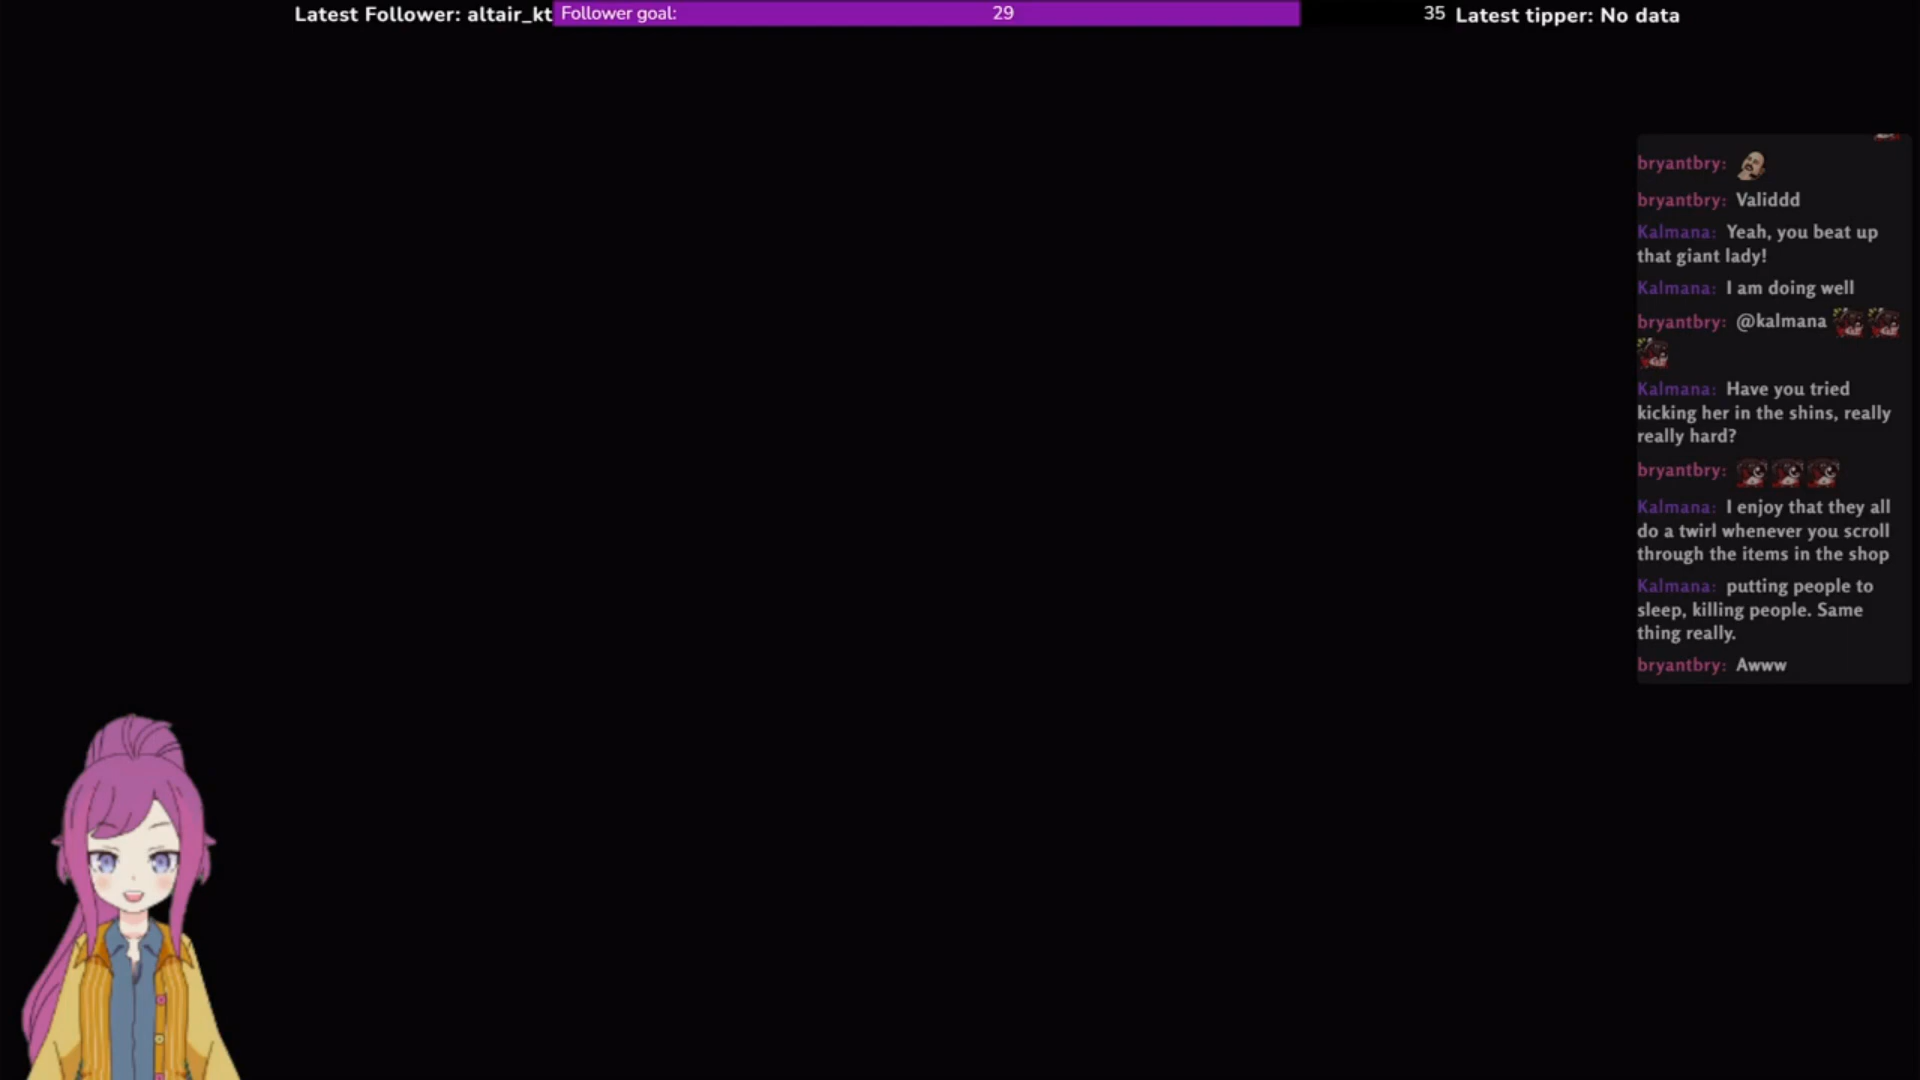 Latest Follower: altair_kt
Follower goal:
29
35
Latest tipper: No data
bryantbry:
bryantbry: Validdd
Kalmana: Yeah, you beat up
that giant lady!
Kalmana: I am doing well
bryantbry: @kalmana
Kalmana: Have you tried
kicking her in the shins, really
really hard?
bryantbry:
Kalmana: I enjoy that they all
do a twirl whenever you scroll
through the items in the shop
Kalmana: putting people to
sleep, killing people. Same
thing really.
bryantbry: Awww